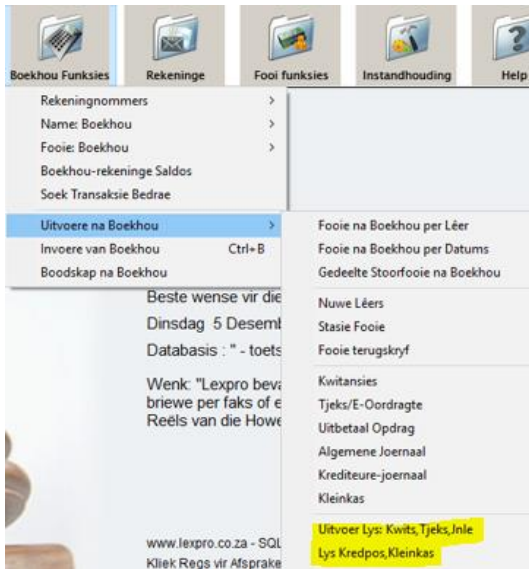 Boekhou Funksies
Rekeninge
Fooi funksies
Instandhouding
Help
Rekeningnommers
Name: Boekhou
Fooie: Boekhou
Boekhou-rekeninge Saldos
Soek Transaksie Bedrae
Uitvoere na Boekhou
Invoere van Boekhou Ctrl+B
Boodskap na Boekhou
Fooie na Boekhou per Lêer
Fooie na Boekhou per Datums
Gedeelte Stoorfooie na Boekhou
Nuwe Lêers
Stasie Fooie
Fooie terugskryf
Kwitansies
Tjeks/E-Oordragte
Uitbetaal Opdrag
Algemene Joernaal
Krediteure-joernaal
Kleinkas
Uitvoer Lys: Kwits,Tjeks,Jnle
Lys Kredpos,Kleinkas
Beste wense vir die
Dinsdag 5 Desemb
Databasis : " - toets
Wenk: "Lexpro beva
briewe per faks of e
Reëls van die Howe
www.lexpro.co.za - SQL
Kliek Regs vir Afsprake